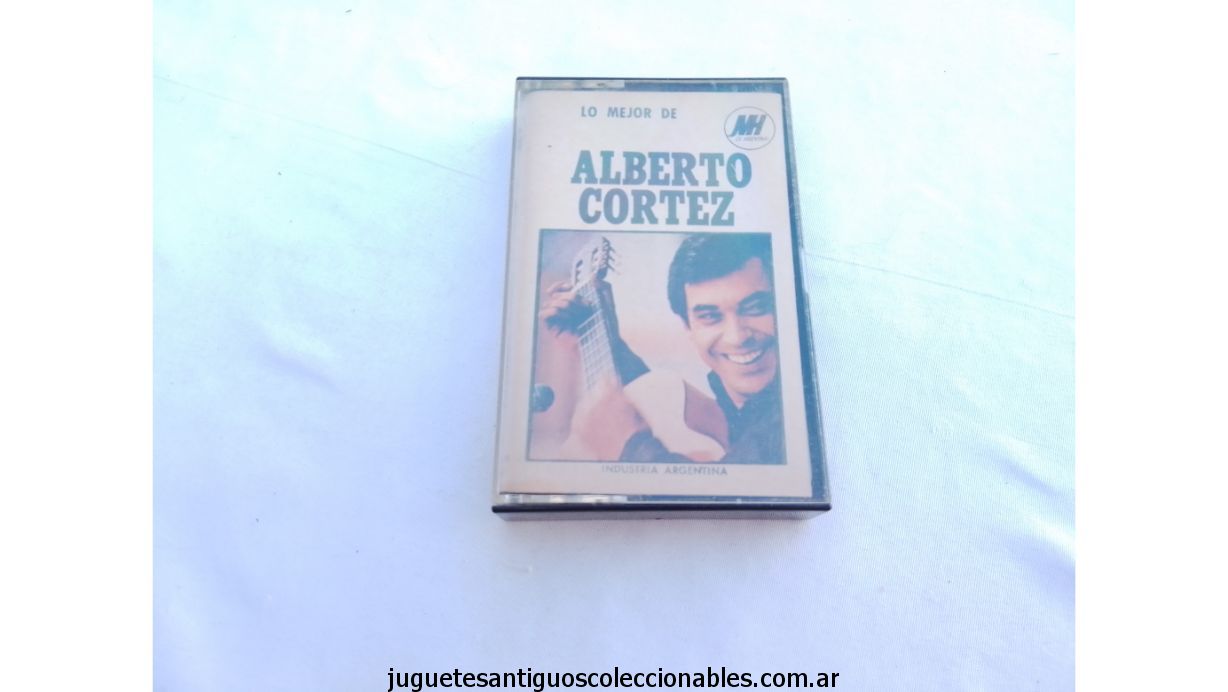 LO MEJOR DE
MH
ALBERTO
CORTEZ
INDUSTRIA ARGENTINA
juguetesantiguoscoleccionables.com.ar